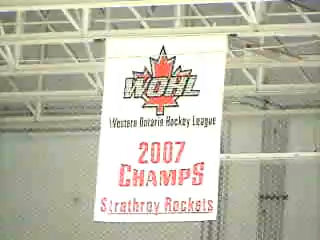 WOHL
Western Ontario Hockey League
2007
CHAMPS
Strathroy Rockets